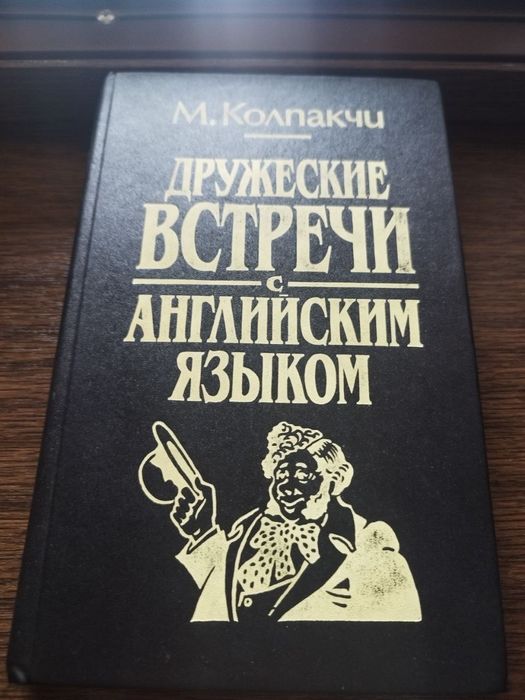 М. Колпакчи
ДРУЖЕСКИЕ
ВСТРЕЧИ
С
АНГЛИЙСКИМ
ЯЗЫКОМ